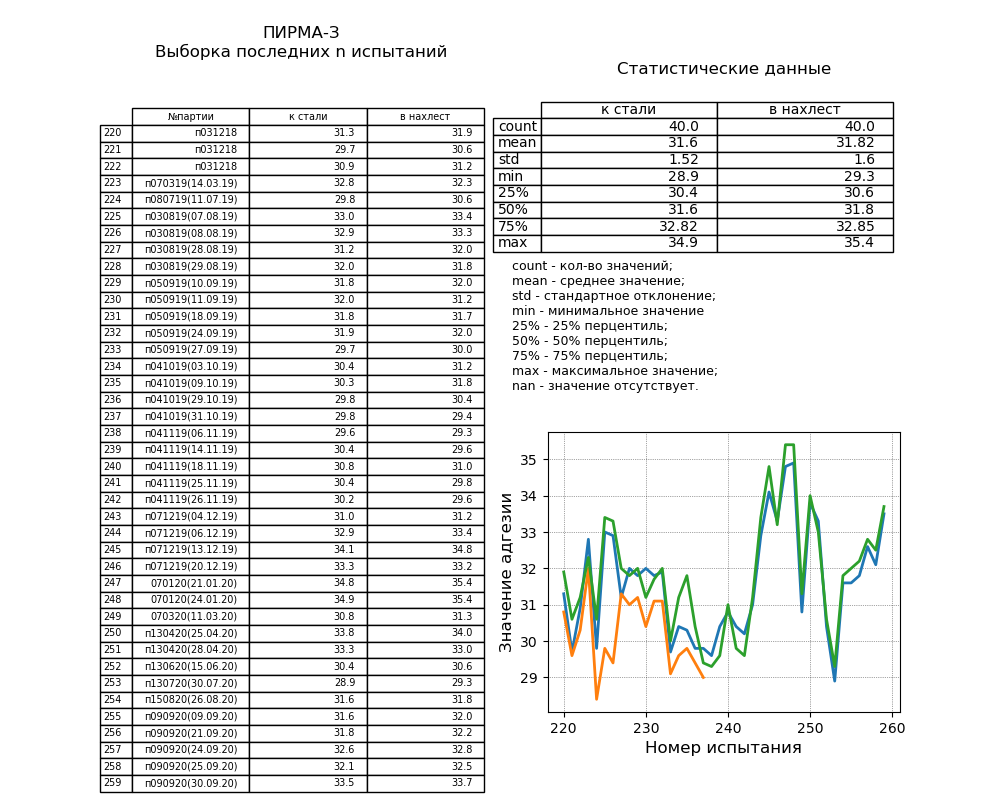 ПИРМА-3
Выборка последних n испытаний
№партии к стали в нахлест
220 п031218 31.3 31.9
221 п031218 29.7 30.6
222 п031218 30.9 31.2
223 п070319(14.03.19) 32.8 32.3
224 п080719(11.07.19) 29.8 30.6
225 п030819(07.08.19) 33.0 33.4
226 п030819(08.08.19) 32.9 33.3
227 п030819(28.08.19) 31.2 32.0
228 п030819(29.08.19) 32.0 31.8
229 п050919(10.09.19) 31.8 32.0
230 п050919(11.09.19) 32.0 31.2
231 п050919(18.09.19) 31.8 31.7
232 п050919(24.09.19) 31.9 32.0
233 п050919(27.09.19) 29.7 30.0
234 п041019(03.10.19) 30.4 31.2
235 п041019(09.10.19) 30.3 31.8
236 п041019(29.10.19) 29.8 30.4
237 п041019(31.10.19) 29.8 29.4
238 п041119(06.11.19) 29.6 29.3
239 п041119(14.11.19) 30.4 29.6
240 п041119(18.11.19) 30.8 31.0
241 п041119(25.11.19) 30.4 29.8
242 п041119(26.11.19) 30.2 29.6
243 п071219(04.12.19) 31.0 31.2
244 п071219(06.12.19) 32.9 33.4
245 п071219(13.12.19) 34.1 34.8
246 п071219(20.12.19) 33.3 33.2
247 070120(21.01.20) 34.8 35.4
248 070120(24.01.20) 34.9 35.4
249 070320(11.03.20) 30.8 31.3
250 п130420(25.04.20) 33.8 34.0
251 п130420(28.04.20) 33.3 33.0
252 п130620(15.06.20) 30.4 30.6
253 п130720(30.07.20) 28.9 29.3
254 п150820(26.08.20) 31.6 31.8
255 п090920(09.09.20) 31.6 32.0
256 п090920(21.09.20) 31.8 32.2
257 п090920(24.09.20) 32.6 32.8
258 п090920(25.09.20) 32.1 32.5
259 п090920(30.09.20) 33.5 33.7
Статистические данные
к стали в нахлест
count 40.0 40.0
mean 31.6 31.82
std 1.52 1.6
min 28.9 29.3
25% 30.4 30.6
50% 31.6 31.8
75% 32.82 32.85
max 34.9 35.4
count - кол-во значений;
mean - среднее значение;
std - стандартное отклонение;
min - минимальное значение
25% - 25% перцентиль;
50% - 50% перцентиль;
75% - 75% перцентиль;
max - максимальное значение;
nan - значение отсутствует.
Значение адгезии
35
34
33
32
31
30
29
220 230 240 250 260
Номер испытания